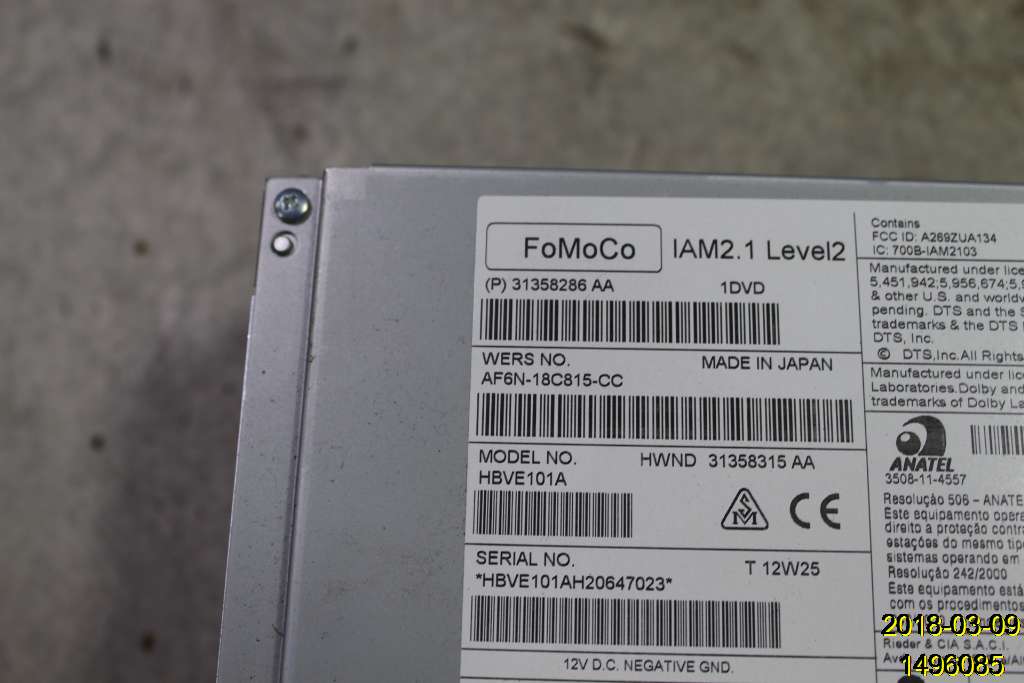 FoMoCo IAM2.1 Level2
(P) 31358286 AA 1DVD
WERS NO. MADE IN JAPAN
AF6N-18C815-CC
MODEL NO. HWND 31358315 AA
HBVE101A
SERIAL NO. T 12W25
*HBVE101AH20647023*
12V D.C. NEGATIVE GND.
Contains
FCC ID: A269ZUA134
IC: 700B-IAM2103
Manufactured under lice
5,451,942;5,956,674;5,9
& other U.S. and worldw
pending. DTS and the S
trademarks & the DTS
DTS, Inc.
© DTS,Inc.All Rights
Manufactured under lice
Laboratories.Dolby and
trademarks of Dolby La
ANATEL
3508-11-4557
Resolução 506 – ANATE
Este equipamento opera
direito a proteção contra
estações do mesmo tipo
sistemas operando em
Resolução 242/2000
Este equipamento está
com os procedimentos
Rieder & CIA S.A.C.I.
2018-03-09
1496085